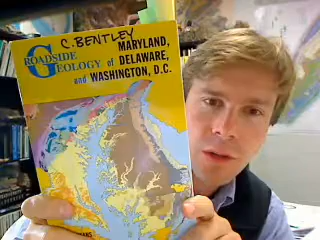 C. BENTLEY
ROADSIDE GEOLOGY of MARYLAND,
DELAWARE,
and WASHINGTON, D.C.